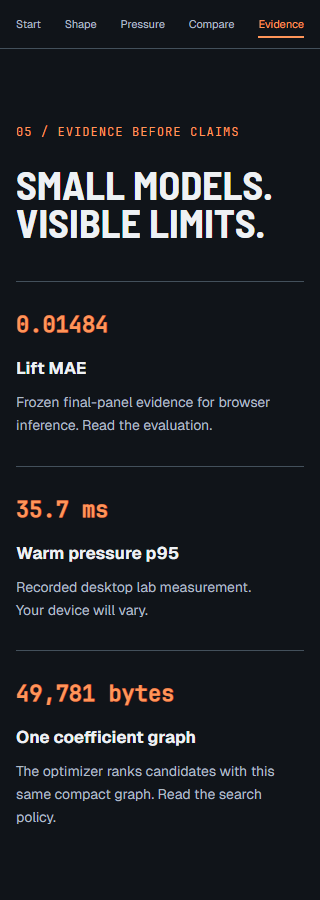 Start Shape Pressure Compare Evidence
05 / EVIDENCE BEFORE CLAIMS
SMALL MODELS.
VISIBLE LIMITS.
0.01484
Lift MAE
Frozen final-panel evidence for browser
inference. Read the evaluation.
35.7 ms
Warm pressure p95
Recorded desktop lab measurement.
Your device will vary.
49,781 bytes
One coefficient graph
The optimizer ranks candidates with this
same compact graph. Read the search
policy.